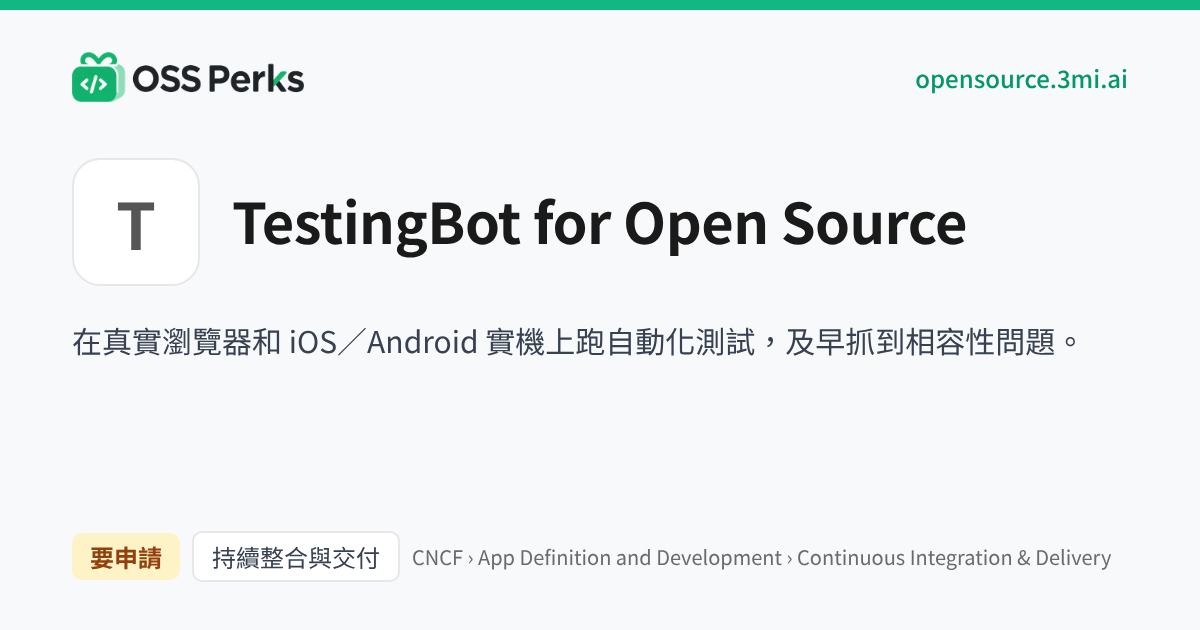 OSS Perks
opensource.3mi.ai
T
TestingBot for Open Source
在真實瀏覽器和 iOS／Android 實機上跑自動化測試，及早抓到相容性問題。
要申請
持續整合與交付
CNCF › App Definition and Development › Continuous Integration & Delivery